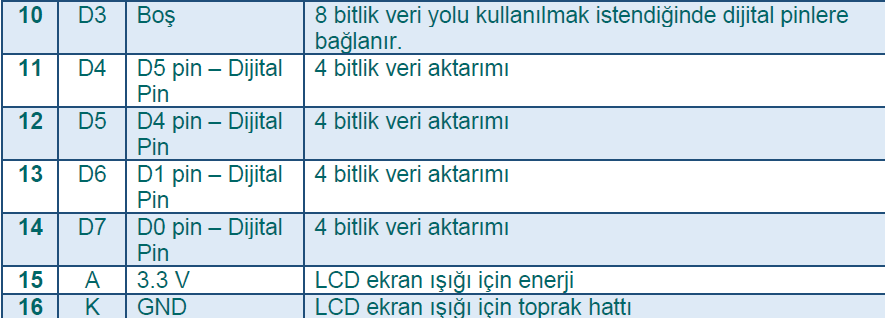 10 D3 Boş 8 bitlik veri yolu kullanılmak istendiğinde dijital pinlere
bağlanır.
11 D4 D5 pin – Dijital 4 bitlik veri aktarımı
Pin
12 D5 D4 pin – Dijital 4 bitlik veri aktarımı
Pin
13 D6 D1 pin – Dijital 4 bitlik veri aktarımı
Pin
14 D7 D0 pin – Dijital 4 bitlik veri aktarımı
Pin
15 A 3.3 V LCD ekran ışığı için enerji
16 K GND LCD ekran ışığı için toprak hattı